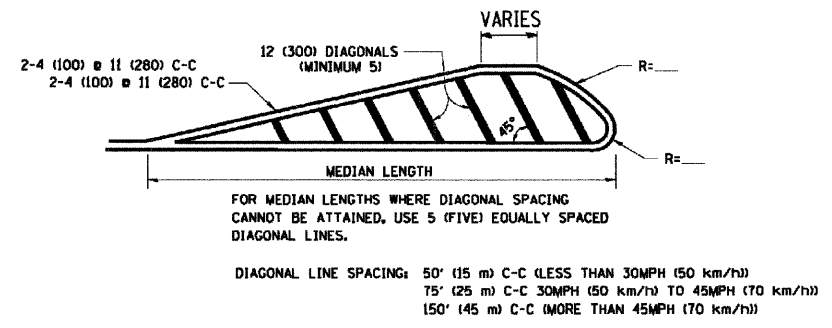 VARIES
12 (300) DIAGONALS
(MINIMUM 5)
2-4 (100) @ 11 (280) C-C
2-4 (100) @ 11 (280) C-C
R=___
45°
R=___
MEDIAN LENGTH
FOR MEDIAN LENGTHS WHERE DIAGONAL SPACING
CANNOT BE ATTAINED, USE 5 (FIVE) EQUALLY SPACED
DIAGONAL LINES.
DIAGONAL LINE SPACING: 50' (15 m) C-C (LESS THAN 30MPH (50 km/h))
75' (25 m) C-C 30MPH (50 km/h) TO 45MPH (70 km/h))
150' (45 m) C-C (MORE THAN 45MPH (70 km/h))